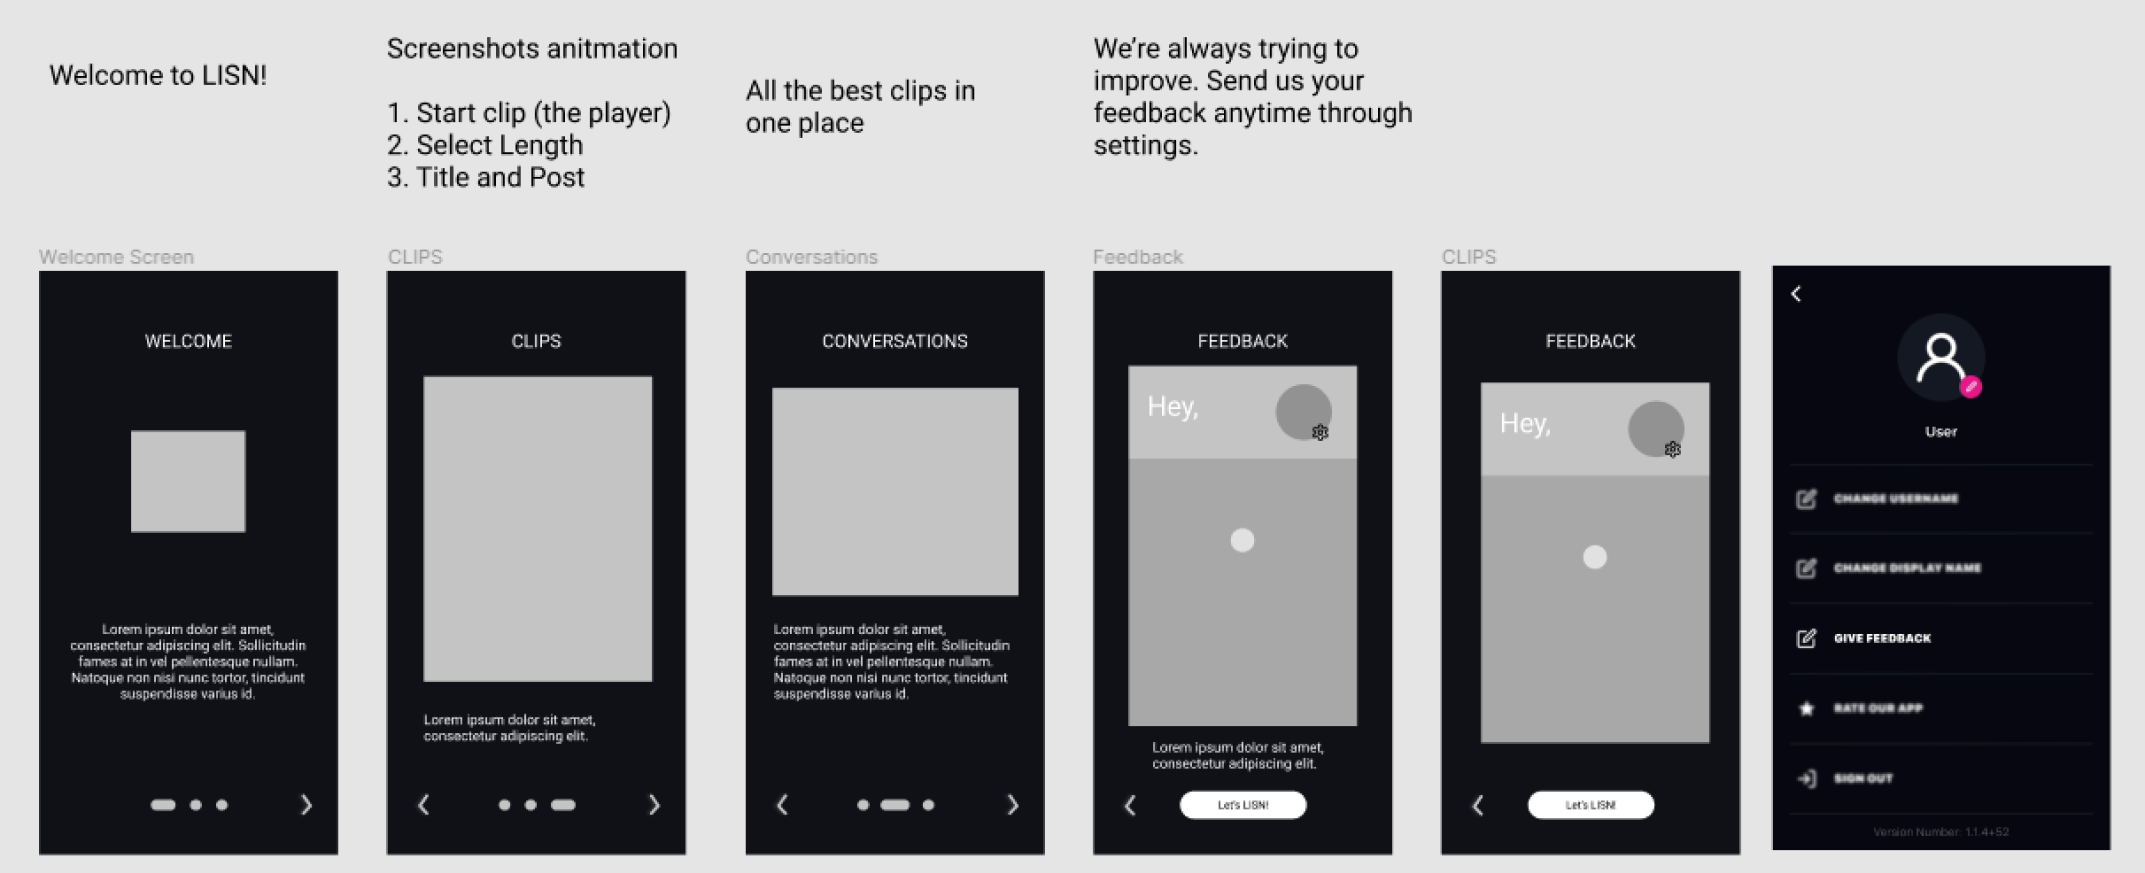 Welcome to LISN!
Screenshots anitmation
1. Start clip (the player)
2. Select Length
3. Title and Post
All the best clips in
one place
We're always trying to
improve. Send us your
feedback anytime through
settings.
Welcome Screen
WELCOME
Lorem ipsum dolor sit amet,
consectetur adipiscing elit. Sollicitudin
fames at in vel pellentesque nullam.
Natoque non nisi nunc tortor, tincidunt
suspendisse varius id.
CLIPS
CLIPS
Lorem ipsum dolor sit amet,
consectetur adipiscing elit.
Conversations
CONVERSATIONS
Lorem ipsum dolor sit amet,
consectetur adipiscing elit. Sollicitudin
fames at in vel pellentesque nullam.
Natoque non nisi nunc tortor, tincidunt
suspendisse varius id.
Feedback
FEEDBACK
Hey,
Lorem ipsum dolor sit amet,
consectetur adipiscing elit.
Let's LISN!
CLIPS
FEEDBACK
Hey,
Let's LISN!
User
CHANGE USERNAME
CHANGE DISPLAY NAME
GIVE FEEDBACK
RATE OUR APP
SIGN OUT
Version Number: 1.1.4+52